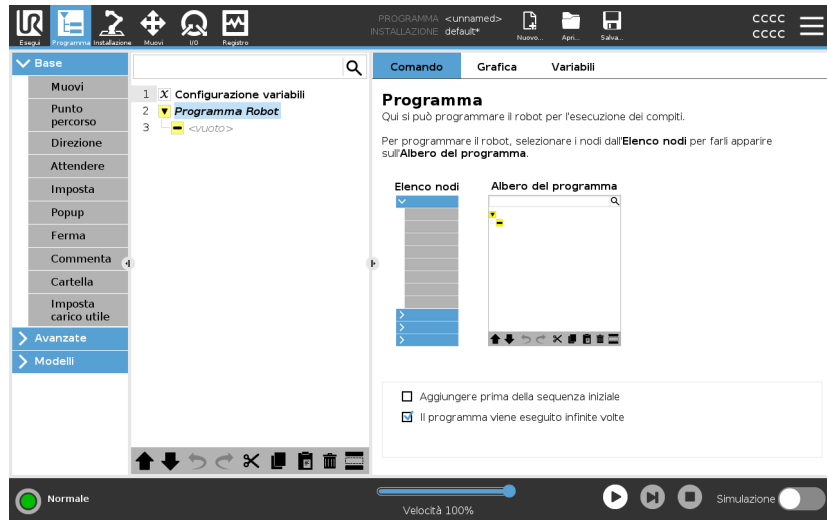 PROGRAMMA <unnamed>
INSTALLAZIONE default*
Esegui
Programma
Installazione
Muovi
I/O
Registro
Nuovo...
Apri...
Salva...
cccc
cccc
Base
Muovi
Punto
percorso
Direzione
Attendere
Imposta
Popup
Ferma
Commenta
Cartella
Imposta
carico utile
Avanzate
Modelli
1 X Configurazione variabili
2 Programma Robot
3 <vuoto>
Comando
Grafica
Variabili
Programma
Qui si può programmare il robot per l'esecuzione dei compiti.
Per programmare il robot, selezionare i nodi dall'Elenco nodi per farli apparire
sull'Albero del programma.
Elenco nodi
Albero del programma
Aggiungere prima della sequenza iniziale
Il programma viene eseguito infinite volte
Normale
Velocità 100%
Simulazione